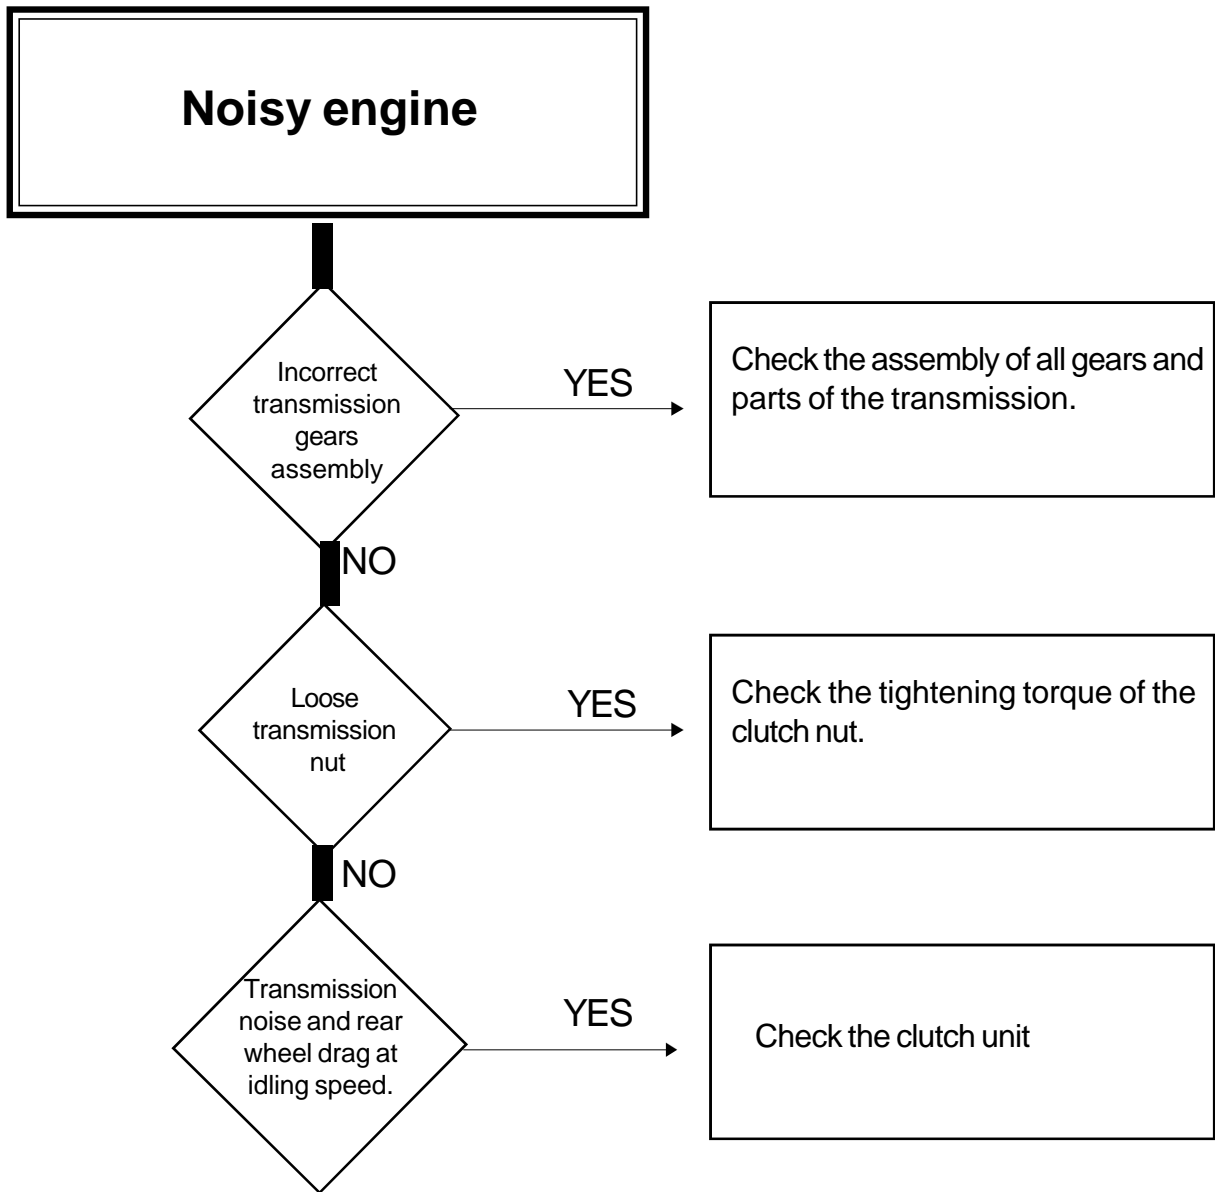 Noisy engine
Incorrect
transmission
gears
assembly
YES
Check the assembly of all gears and
parts of the transmission.
NO
Loose
transmission
nut
YES
Check the tightening torque of the
clutch nut.
NO
Transmission
noise and rear
wheel drag at
idling speed.
YES
Check the clutch unit